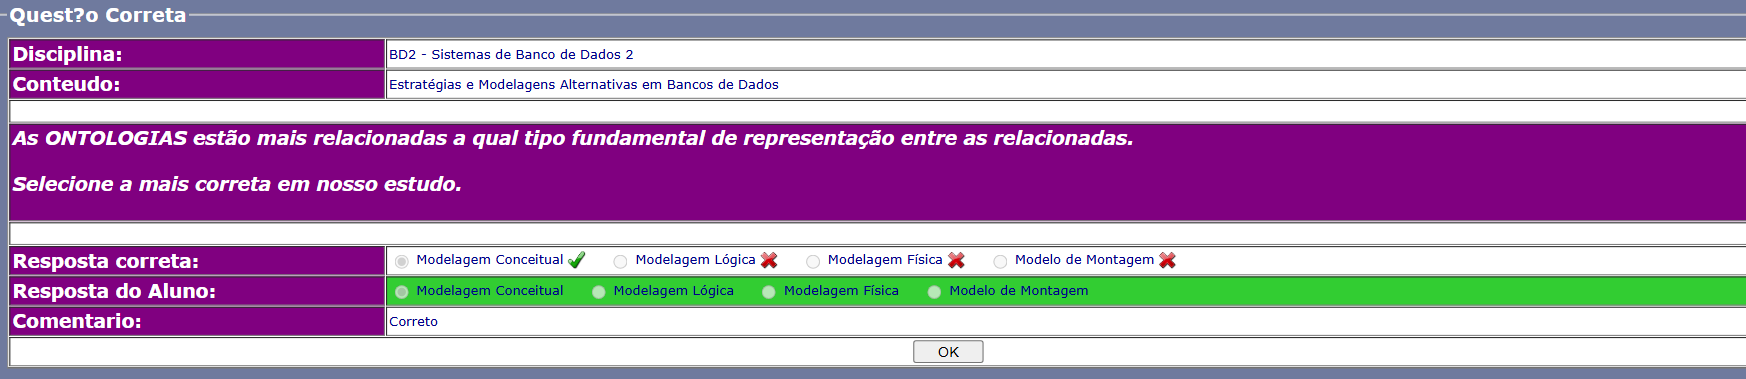 Quest?o Correta
Disciplina: BD2 - Sistemas de Banco de Dados 2
Conteudo: Estratégias e Modelagens Alternativas em Bancos de Dados
As ONTOLOGIAS estão mais relacionadas a qual tipo fundamental de representação entre as relacionadas.
Selecione a mais correta em nosso estudo.
Resposta correta: Modelagem Conceitual Modelagem Lógica Modelagem Física Modelo de Montagem
Resposta do Aluno: Modelagem Conceitual Modelagem Lógica Modelagem Física Modelo de Montagem
Comentario: Correto
OK